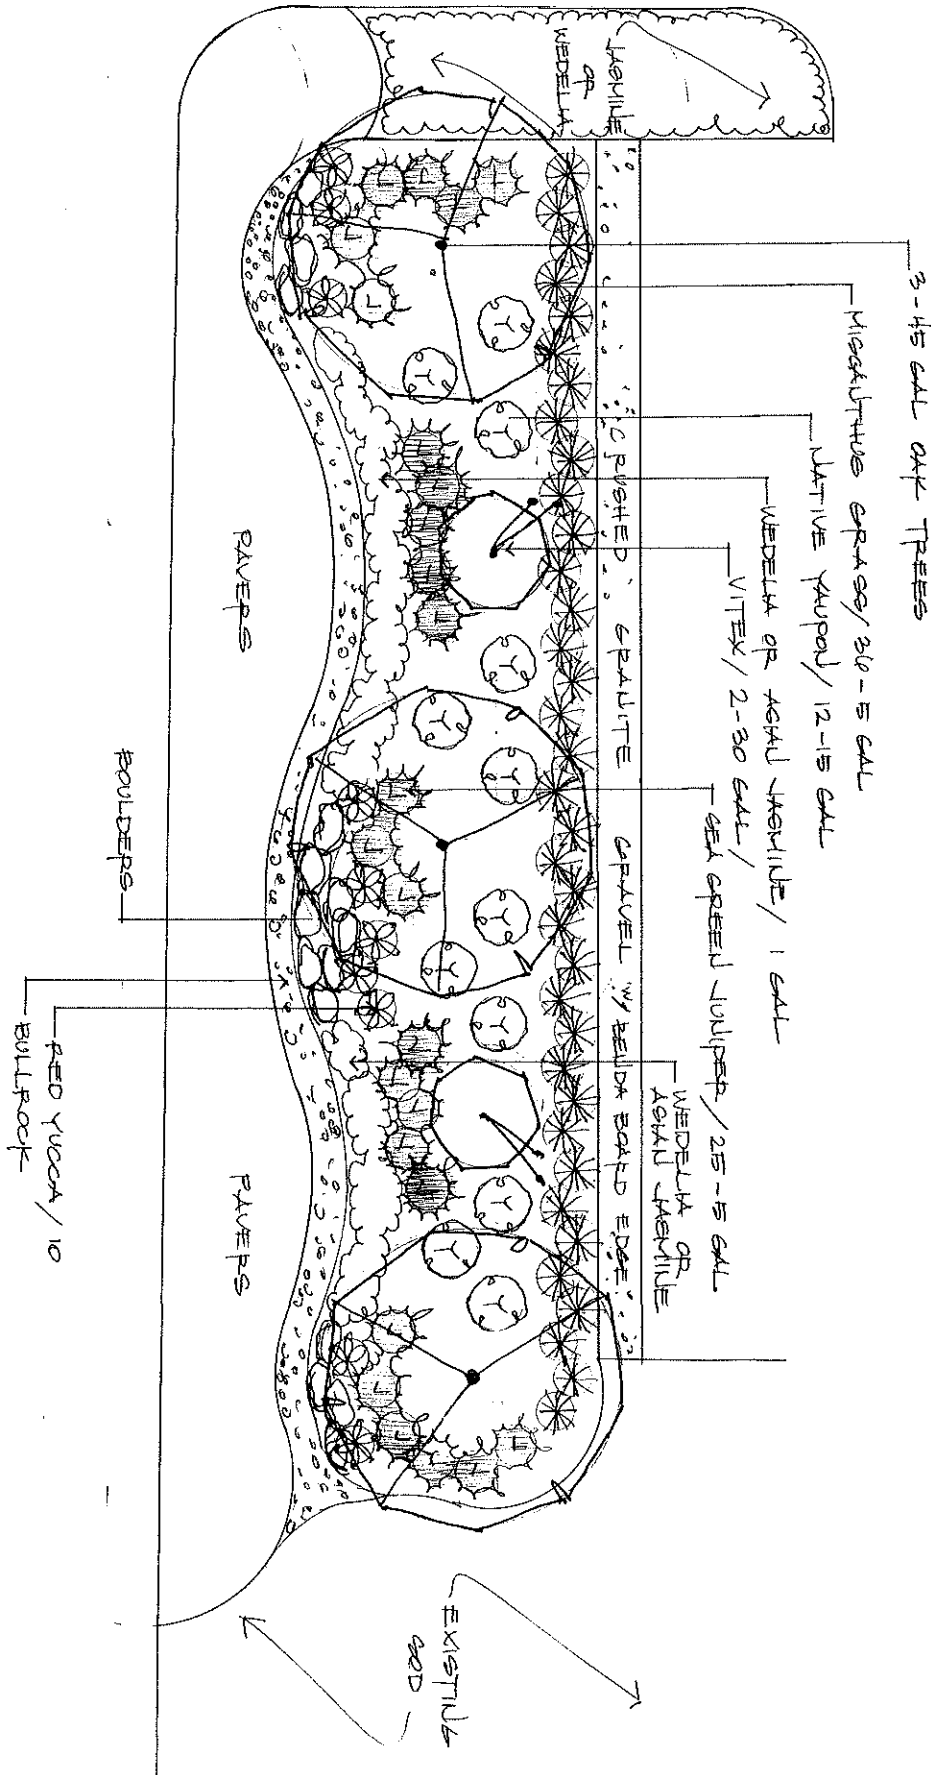 3-45 GAL OAK TREES
MISCANTHUS GRASS/36-5 GAL
NATIVE YAUPON/12-15 GAL
WEDELIA OR ASIAN JASMINE/1 GAL
VITEX/2-30 GAL/
SEA GREEN JUNIPER/25-5 GAL
WEDELIA OR
ASIAN JASMINE
JASMINE
OR
WEDELIA
CRUSHED GRANITE GRAVEL W/ BENDA BOARD EDGE
PAVERS
PAVERS
BOULDERS
RED YUCCA/10
BULLROCK
EXISTING
SOD